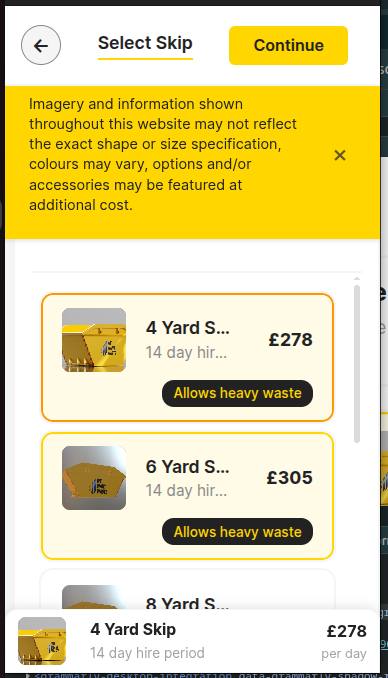 Select Skip
Continue
Imagery and information shown
throughout this website may not reflect
the exact shape or size specification,
colours may vary, options and/or
accessories may be featured at
additional cost.
4 Yard S...
£278
14 day hir...
Allows heavy waste
6 Yard S...
£305
14 day hir...
Allows heavy waste
8 Yard S...
4 Yard Skip
£278
14 day hire period
per day